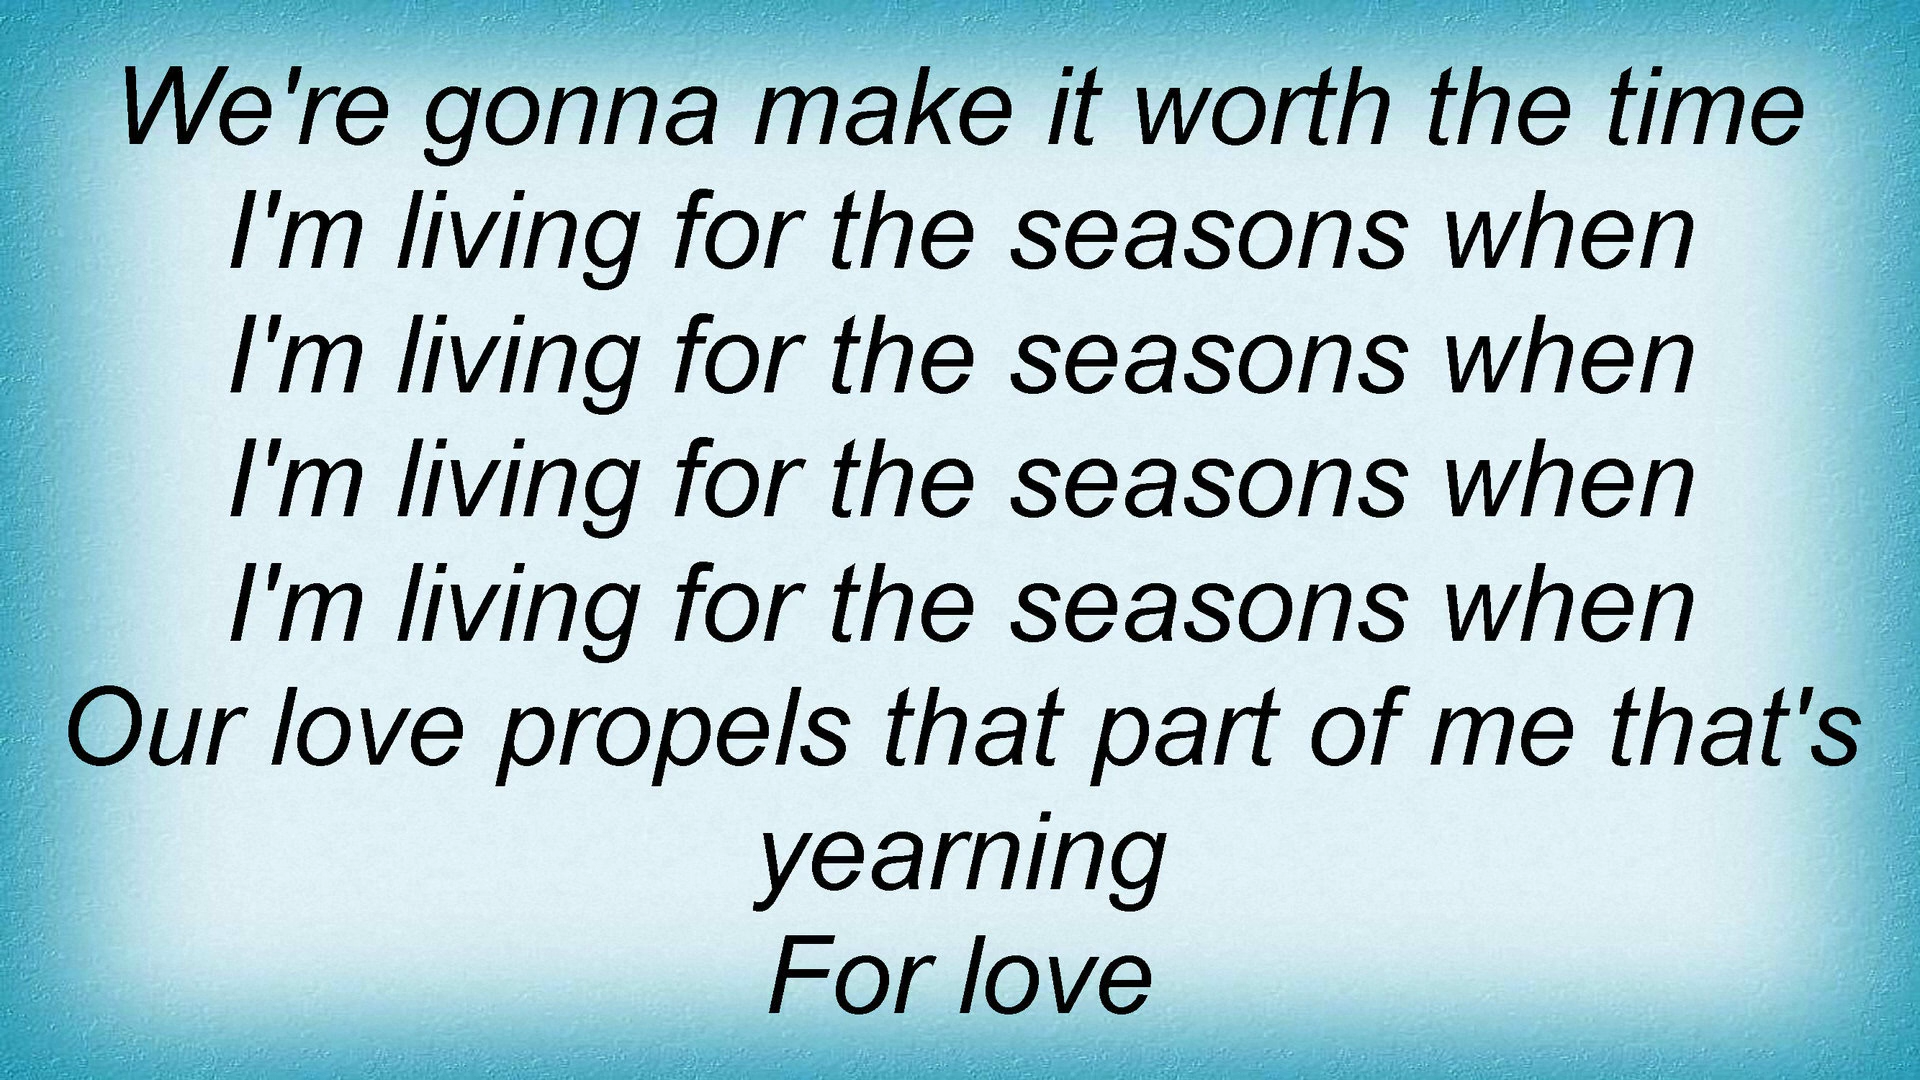 We're gonna make it worth the time
I'm living for the seasons when
I'm living for the seasons when
I'm living for the seasons when
I'm living for the seasons when
Our love propels that part of me that's
yearning
For love